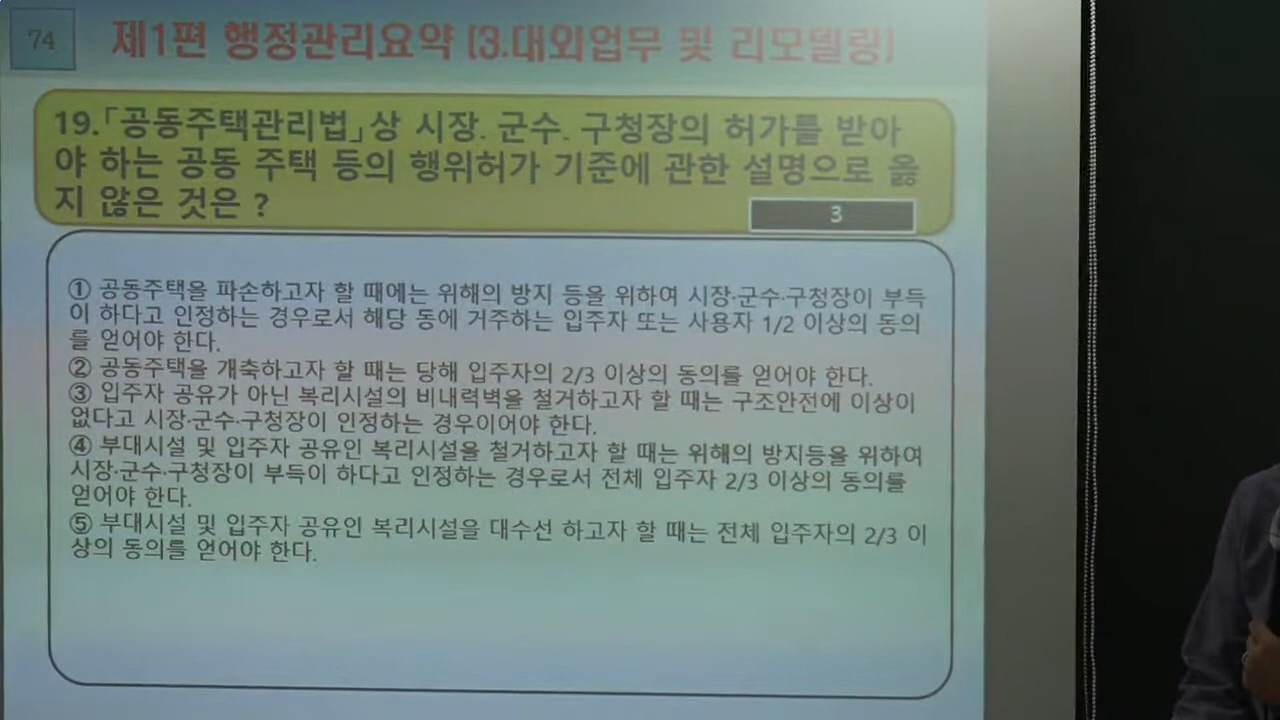 74
제1편 행정관리요약 [3.대외업무 및 리모델링]
19.「공동주택관리법」상 시장. 군수. 구청장의 허가를 받아
야 하는 공동 주택 등의 행위허가 기준에 관한 설명으로 옳
지 않은 것은 ?
3
① 공동주택을 파손하고자 할 때에는 위해의 방지 등을 위하여 시장·군수·구청장이 부득
이 하다고 인정하는 경우로서 해당 동에 거주하는 입주자 또는 사용자 1/2 이상의 동의
를 얻어야 한다.
② 공동주택을 개축하고자 할 때는 당해 입주자의 2/3 이상의 동의를 얻어야 한다.
③ 입주자 공유가 아닌 복리시설의 비내력벽을 철거하고자 할 때는 구조안전에 이상이
없다고 시장·군수·구청장이 인정하는 경우이어야 한다.
④ 부대시설 및 입주자 공유인 복리시설을 철거하고자 할 때는 위해의 방지등을 위하여
시장·군수·구청장이 부득이 하다고 인정하는 경우로서 전체 입주자 2/3 이상의 동의를
얻어야 한다.
⑤ 부대시설 및 입주자 공유인 복리시설을 대수선 하고자 할 때는 전체 입주자의 2/3 이
상의 동의를 얻어야 한다.